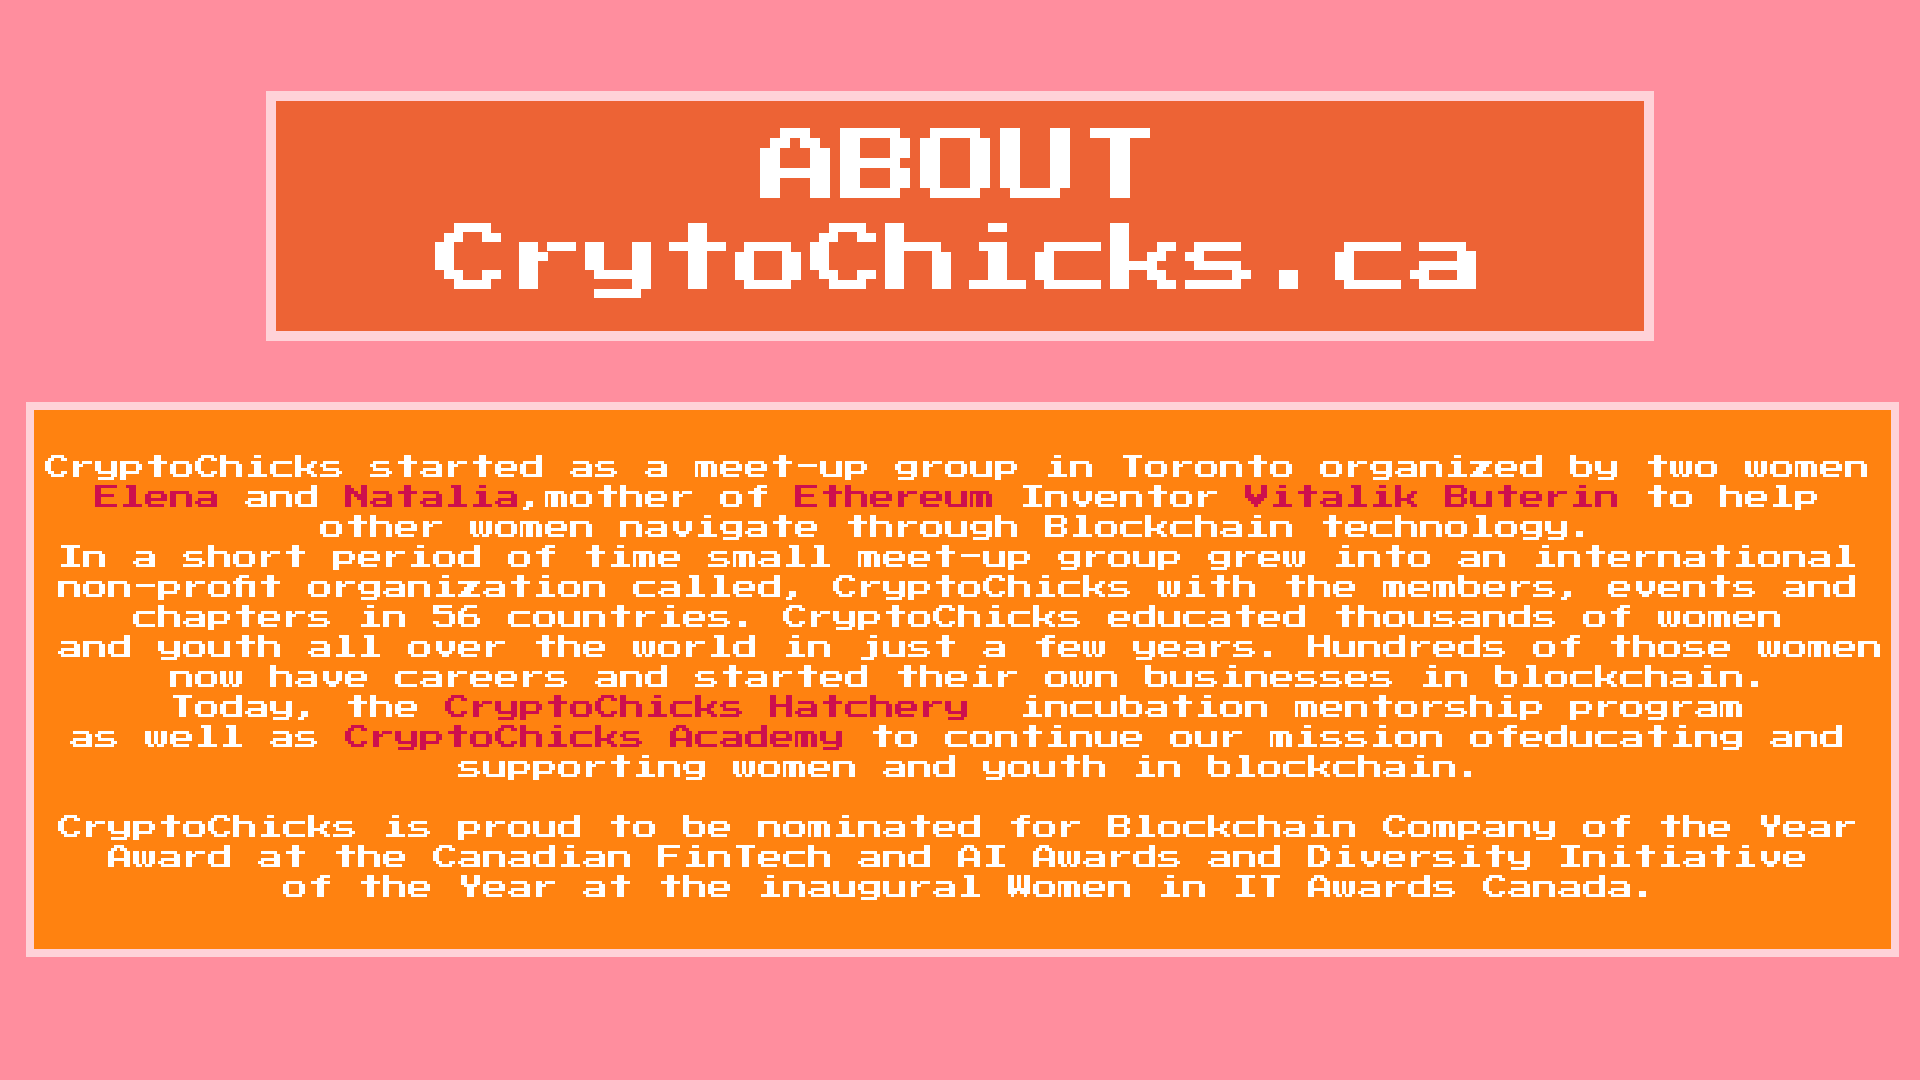 ABOUT
CrytoChicks.ca
CryptoChicks started as a meet-up group in Toronto organized by two women
Elena and Natalia,mother of Ethereum Inventor Vitalik Buterin to help
other women navigate through Blockchain technology.
In a short period of time small meet-up group grew into an international
non-profit organization called, CryptoChicks with the members, events and
chapters in 56 countries. CryptoChicks educated thousands of women
and youth all over the world in just a few years. Hundreds of those women
now have careers and started their own businesses in blockchain.
Today, the CryptoChicks Hatchery  incubation mentorship program
as well as CryptoChicks Academy to continue our mission ofeducating and
supporting women and youth in blockchain.
CryptoChicks is proud to be nominated for Blockchain Company of the Year
Award at the Canadian FinTech and AI Awards and Diversity Initiative
of the Year at the inaugural Women in IT Awards Canada.